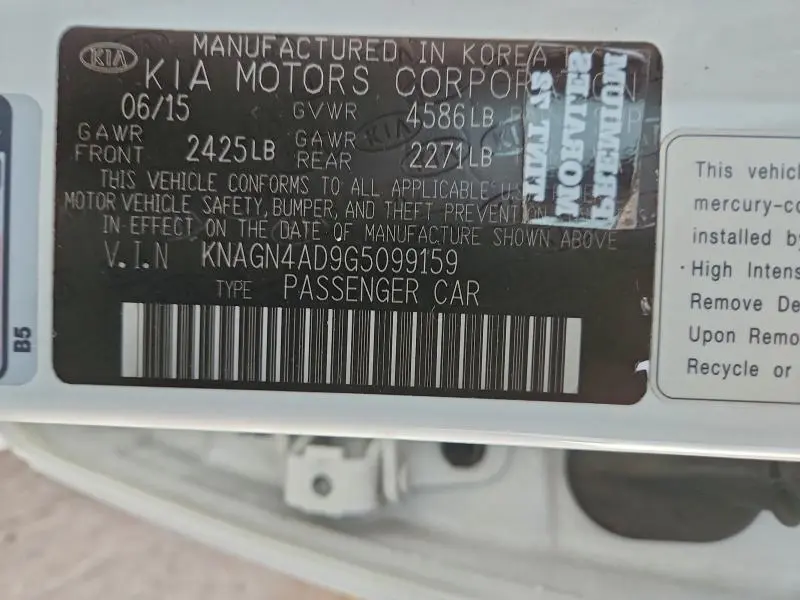 KIA
MANUFACTURED IN KOREA BY
KIA MOTORS CORPORATION
06/15 GVWR 4586LB
GAWR FRONT 2425LB GAWR REAR 2271LB
THIS VEHICLE CONFORMS TO ALL APPLICABLE
MOTOR VEHICLE SAFETY, BUMPER, AND THEFT PREVENTION
IN EFFECT ON THE DATE OF MANUFACTURE SHOWN ABOVE
V.I.N KNAGN4AD9G5099159
TYPE PASSENGER CAR
B5
This vehicl
mercury-co
installed by
·High Intens
Remove De
Upon Remo
Recycle or